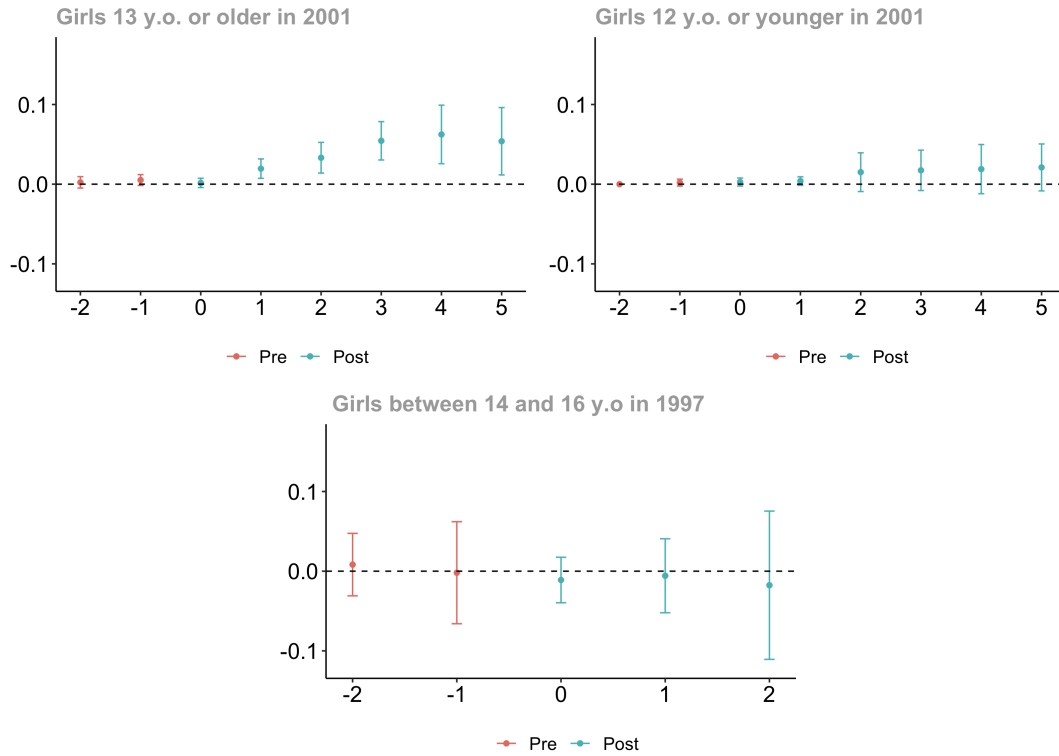 Girls 13 y.o. or older in 2001
0.1
0.0
-0.1
-2 -1 0 1 2 3 4 5
Pre Post
Girls 12 y.o. or younger in 2001
0.1
0.0
-0.1
-2 -1 0 1 2 3 4 5
Pre Post
Girls between 14 and 16 y.o in 1997
0.1
0.0
-0.1
-2 -1 0 1 2
Pre Post